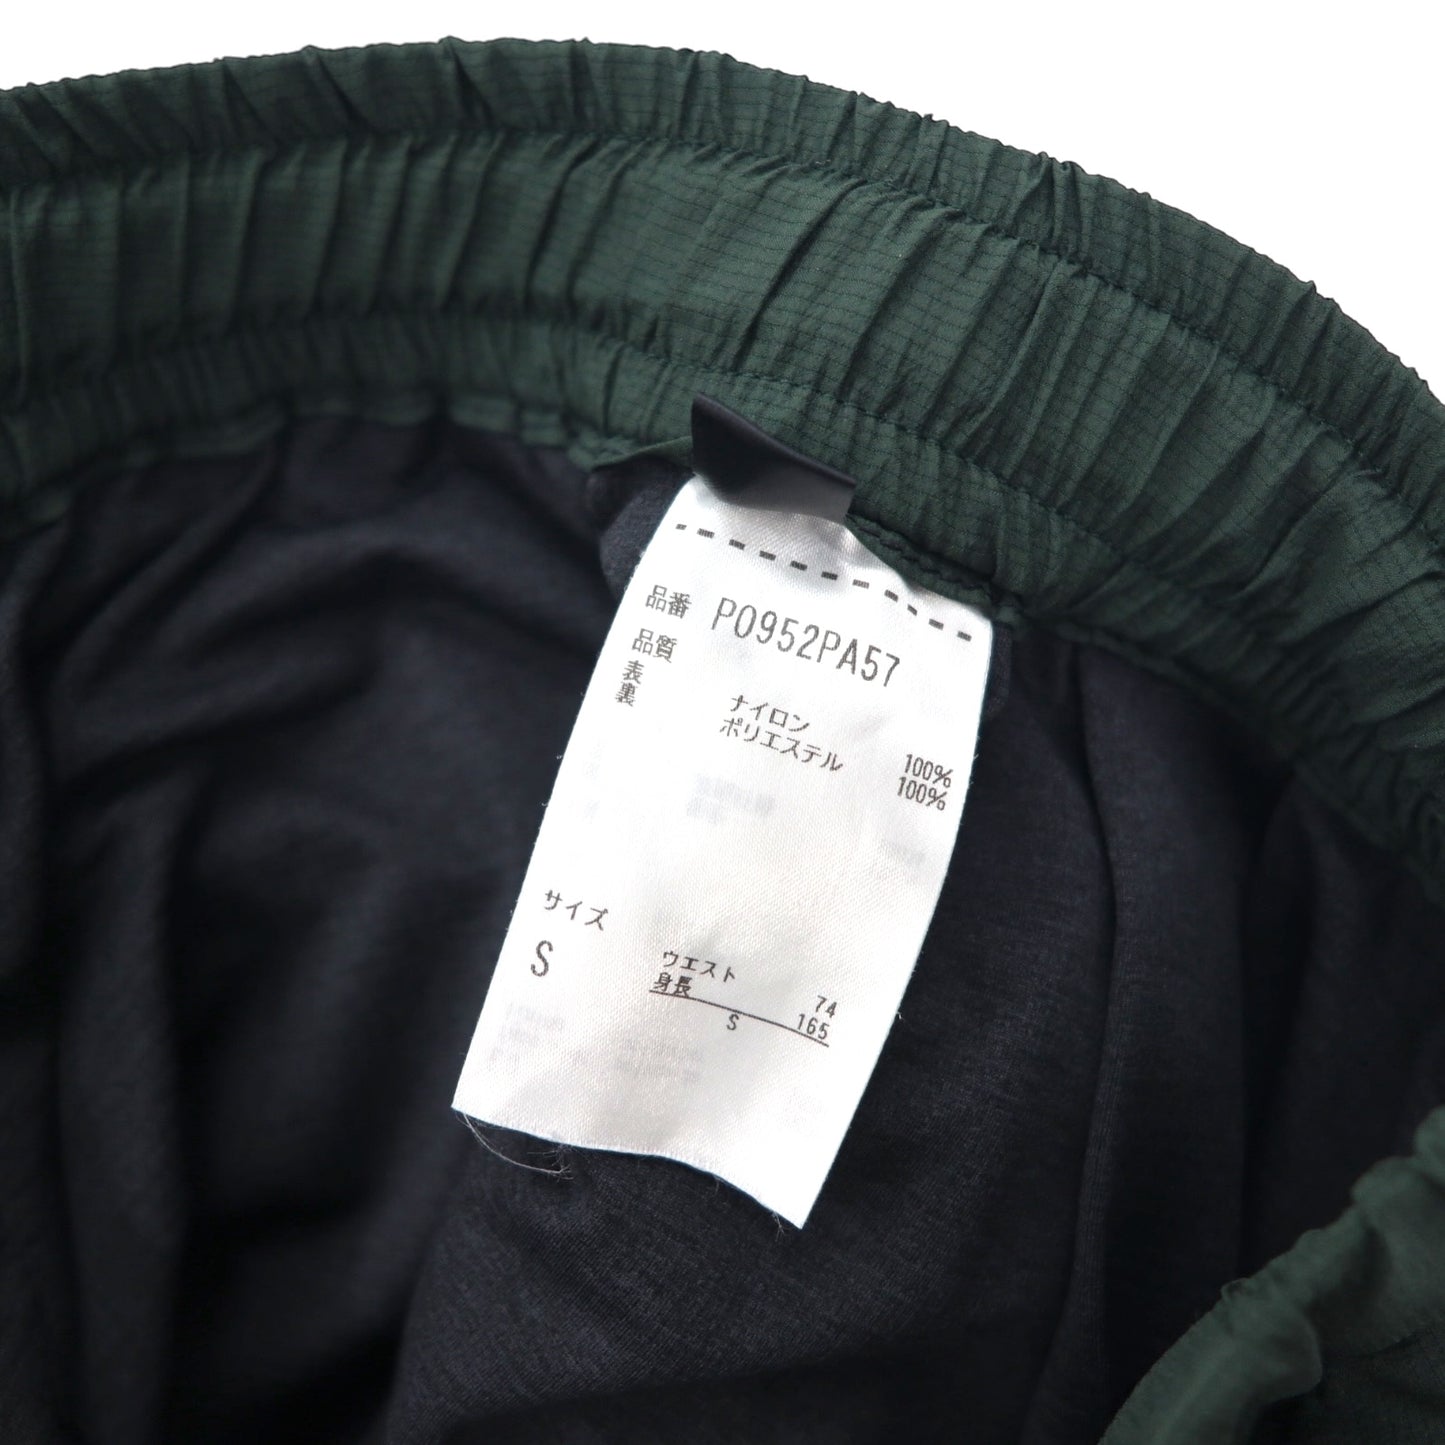 品番 P0952PA57
品質
表 ナイロン 100%
裏 ポリエステル 100%
サイズ
S
ウエスト 74
身長 165
S